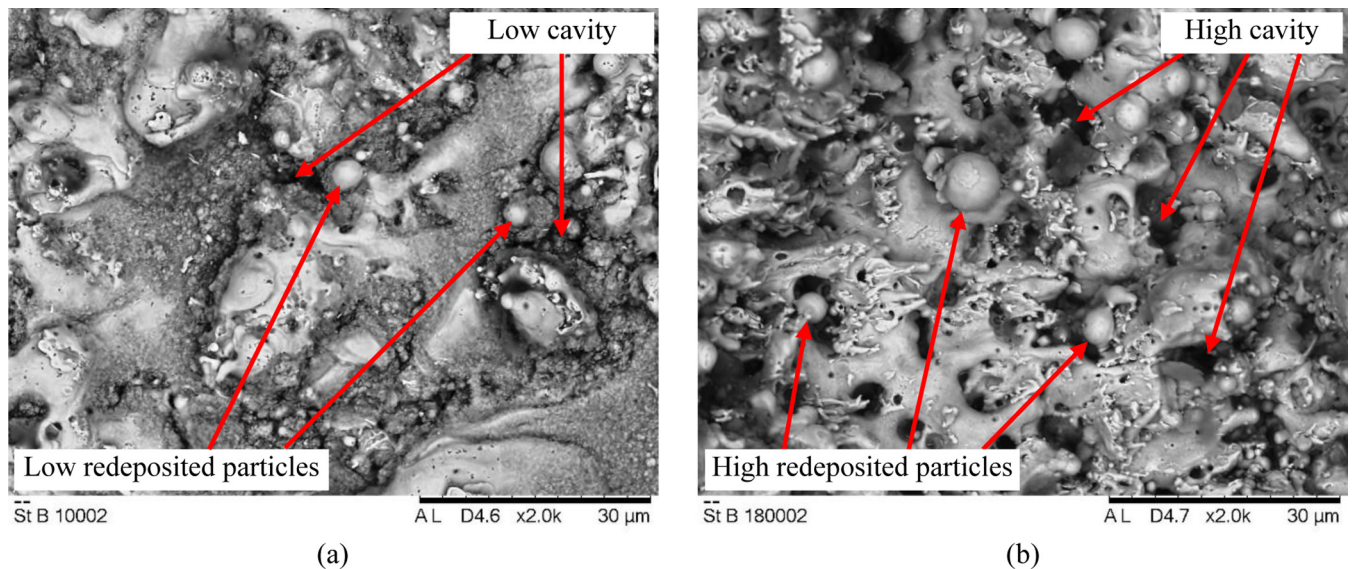 Low cavity
Low redeposited particles
St B 10002
A L D4.6 x2.0k 30 µm
(a)
High cavity
High redeposited particles
St B 180002
A L D4.7 x2.0k 30 µm
(b)